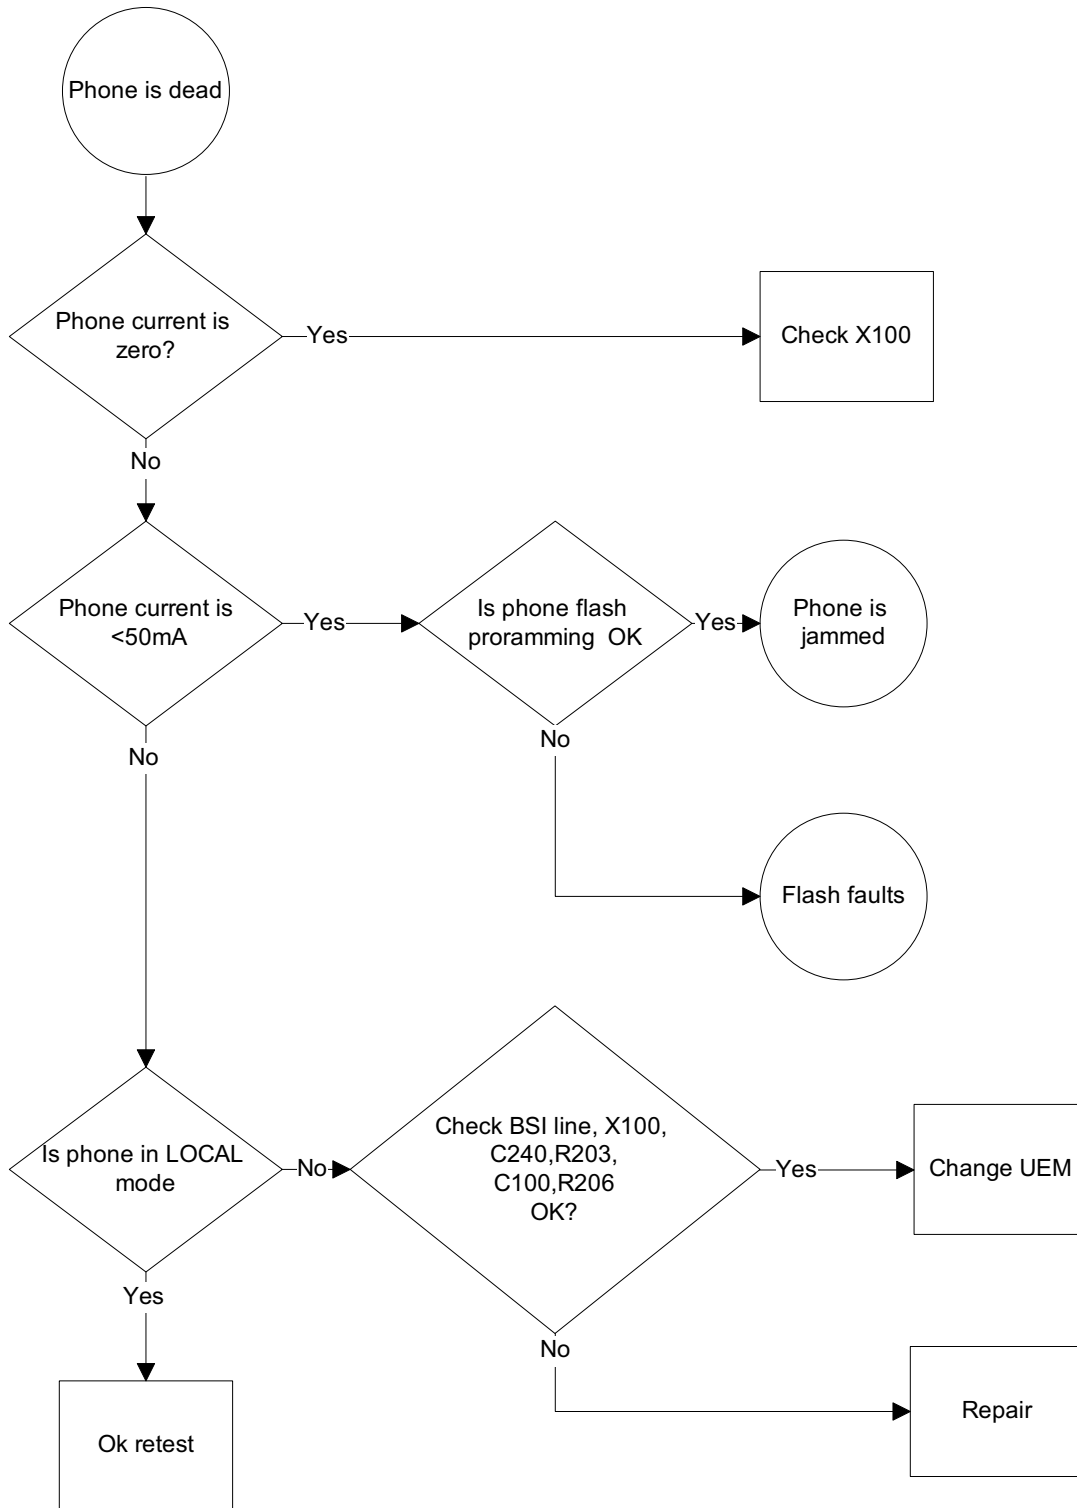 Phone is dead
Phone current is
zero?
Yes
Check X100
No
Phone current is
<50mA
Yes
Is phone flash
proramming  OK
Yes
Phone is
jammed
No
No
Flash faults
Is phone in LOCAL
mode
No
Check BSI line, X100,
C240,R203,
C100,R206
OK?
Yes
Change UEM
Yes
No
Ok retest
Repair